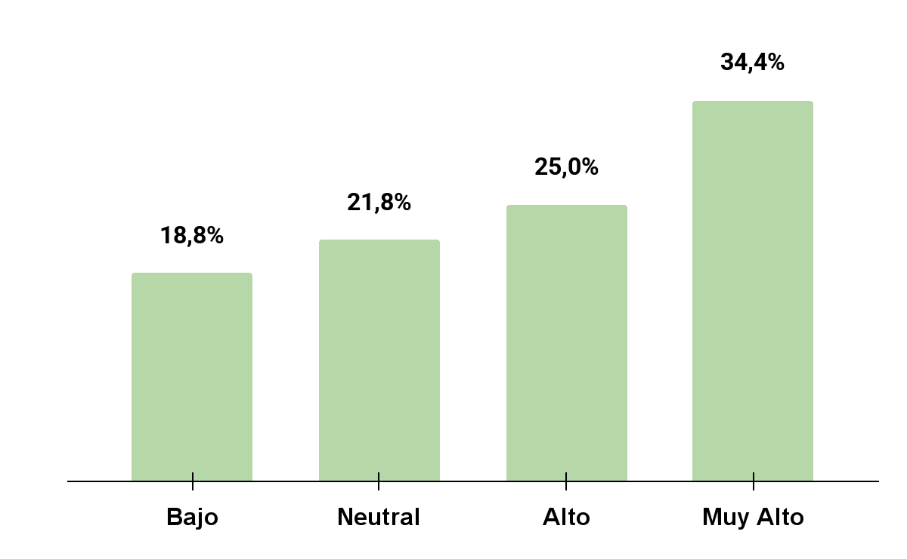 34,4%
25,0%
21,8%
18,8%
Bajo Neutral Alto Muy Alto